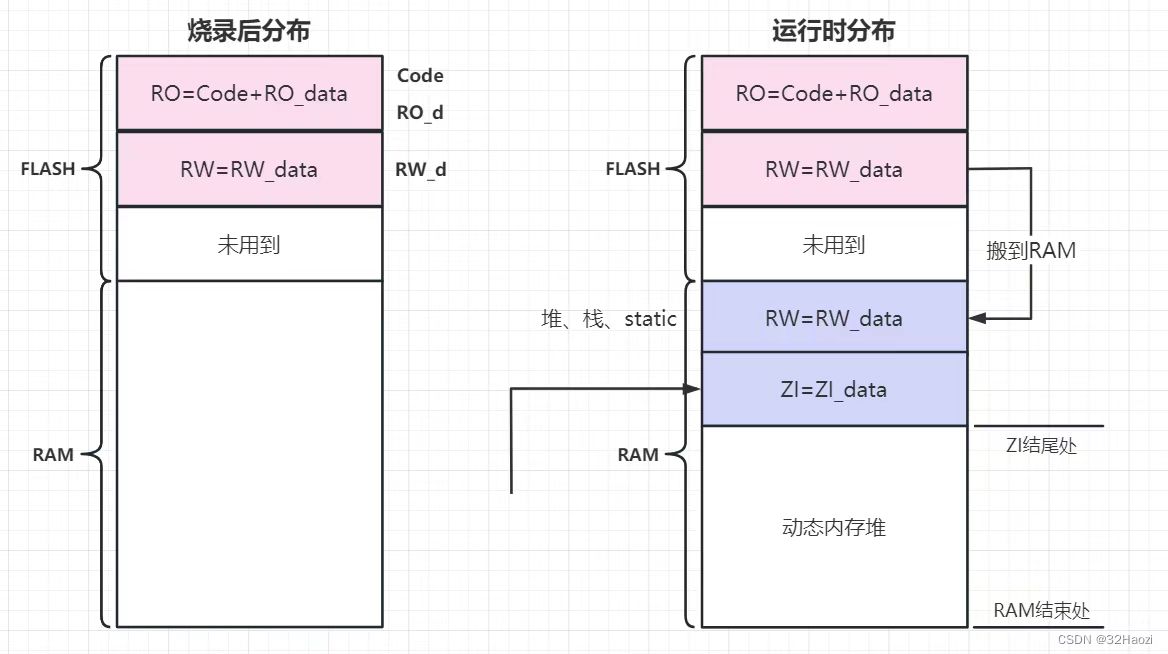 烧录后分布
RO=Code+RO_data
Code
RO_d
FLASH
RW=RW_data
RW_d
未用到
RAM
运行时分布
RO=Code+RO_data
FLASH
RW=RW_data
未用到
搬到RAM
堆、栈、static
RW=RW_data
ZI=ZI_data
ZI结尾处
RAM
动态内存堆
RAM结束处
CSDN @32Haozi